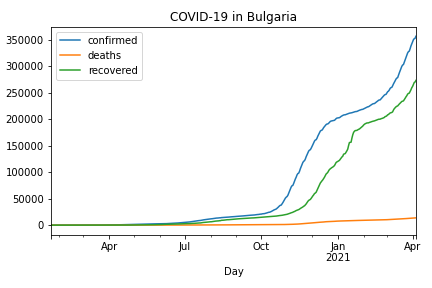 COVID-19 in Bulgaria
confirmed
deaths
recovered
350000
300000
250000
200000
150000
100000
50000
0
Apr Jul Oct Jan Apr
2021
Day